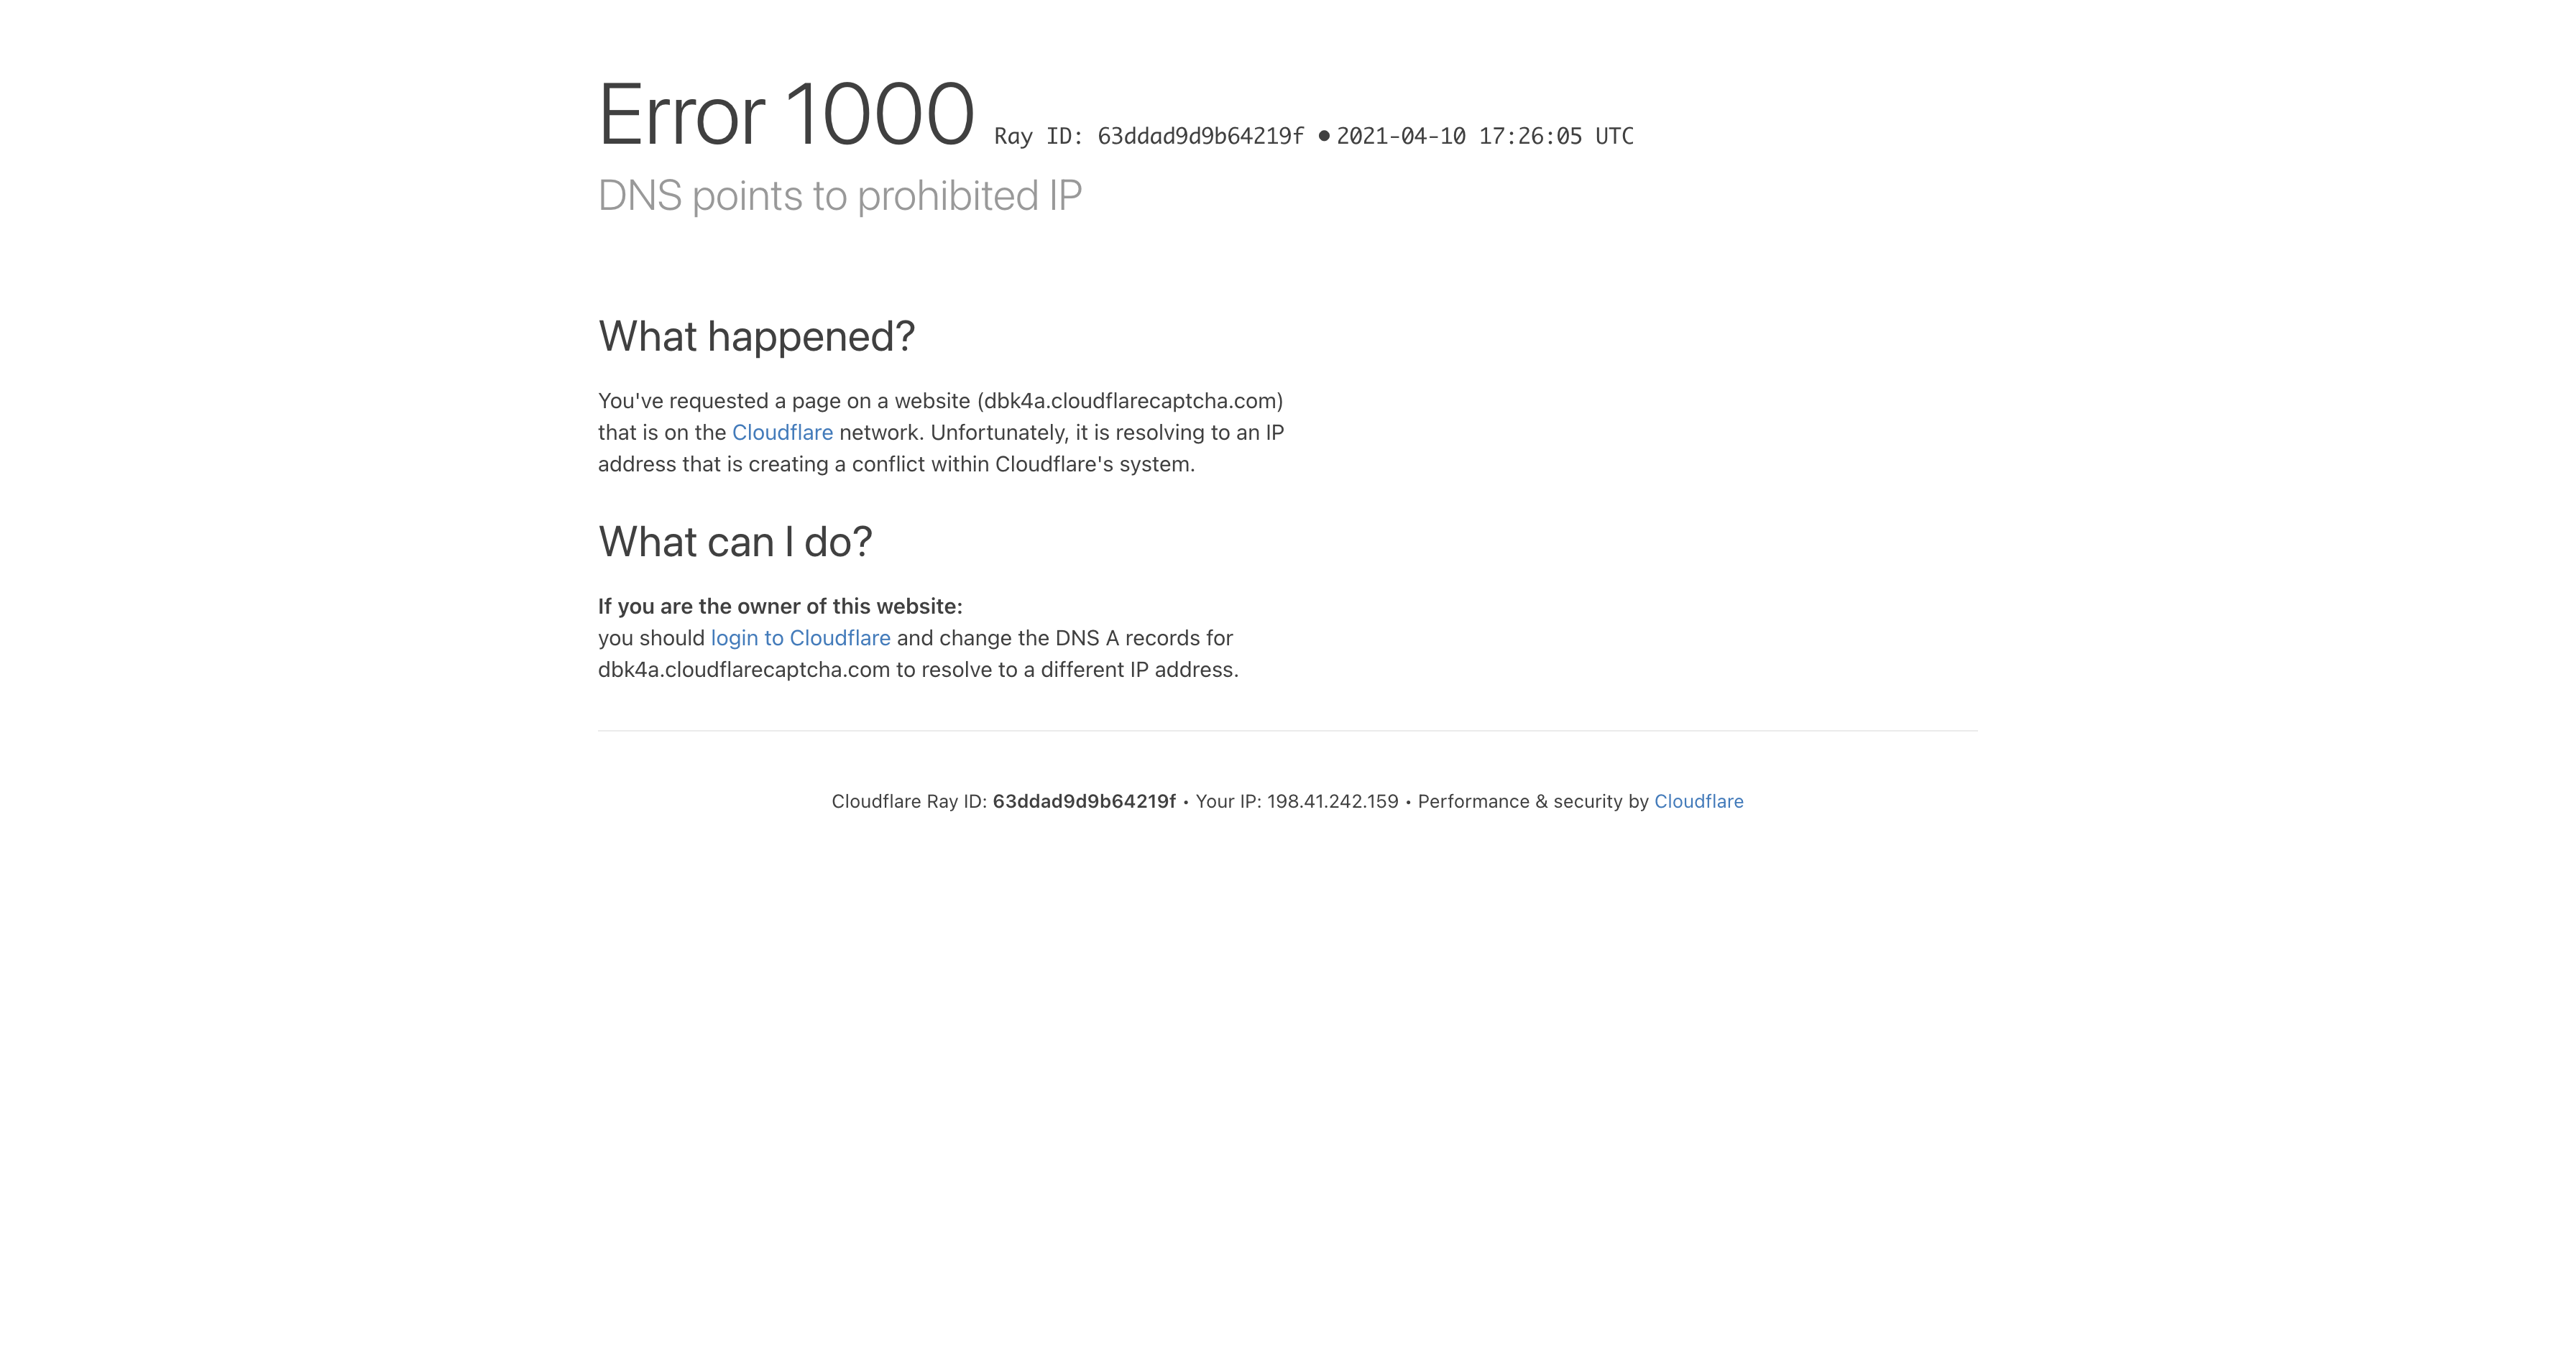 Error 1000 Ray ID: 63ddad9d9b64219f ● 2021-04-10 17:26:05 UTC
DNS points to prohibited IP
What happened?
You've requested a page on a website (dbk4a.cloudflarecaptcha.com)
that is on the Cloudflare network. Unfortunately, it is resolving to an IP
address that is creating a conflict within Cloudflare's system.
What can I do?
If you are the owner of this website:
you should login to Cloudflare and change the DNS A records for
dbk4a.cloudflarecaptcha.com to resolve to a different IP address.
Cloudflare Ray ID: 63ddad9d9b64219f • Your IP: 198.41.242.159 • Performance & security by Cloudflare